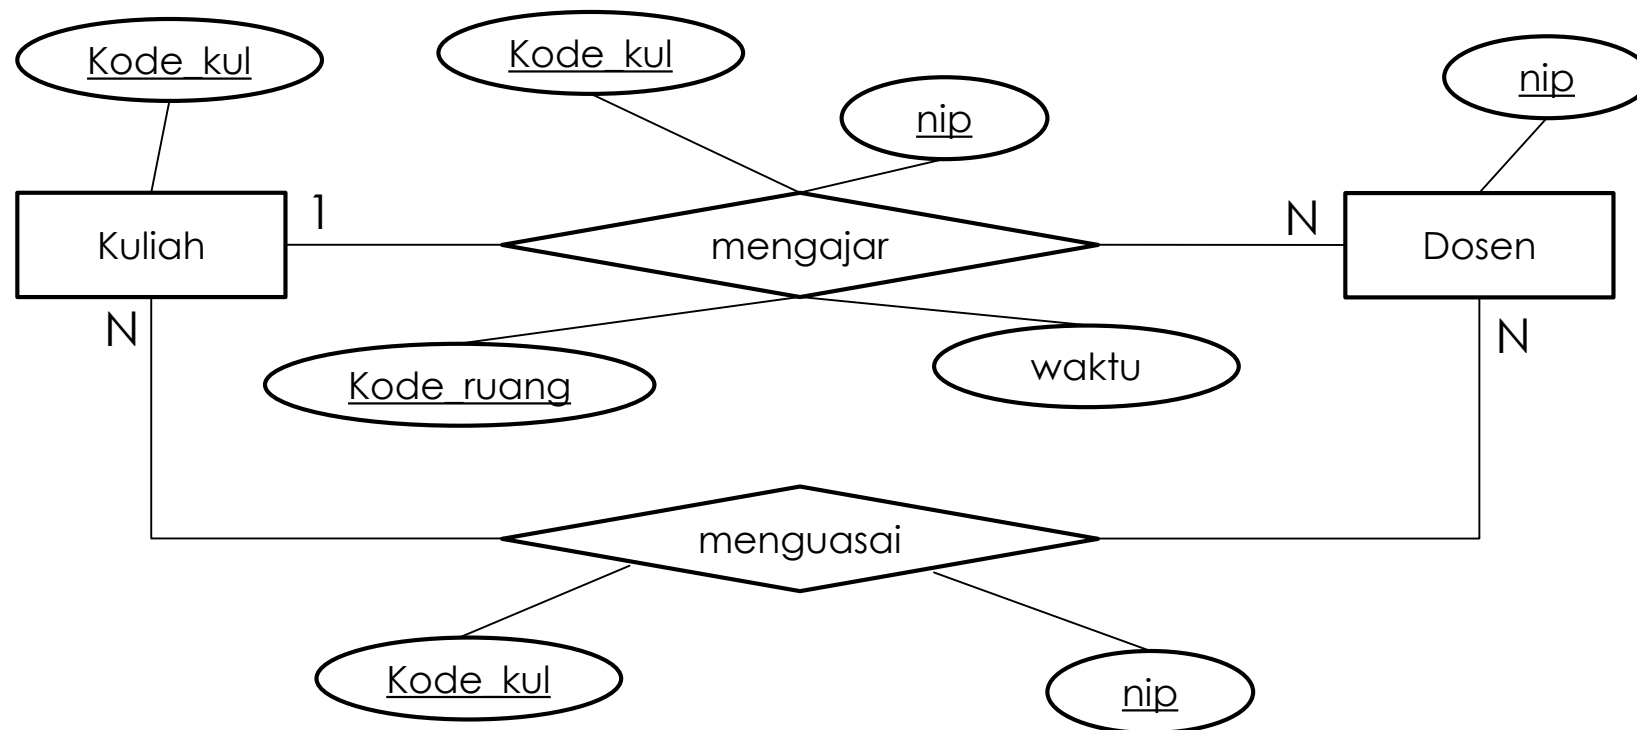 Kode_kul
Kode_kul
nip
nip
Kuliah
1
mengajar
N
Dosen
N
N
Kode_ruang
waktu
menguasai
Kode_kul
nip